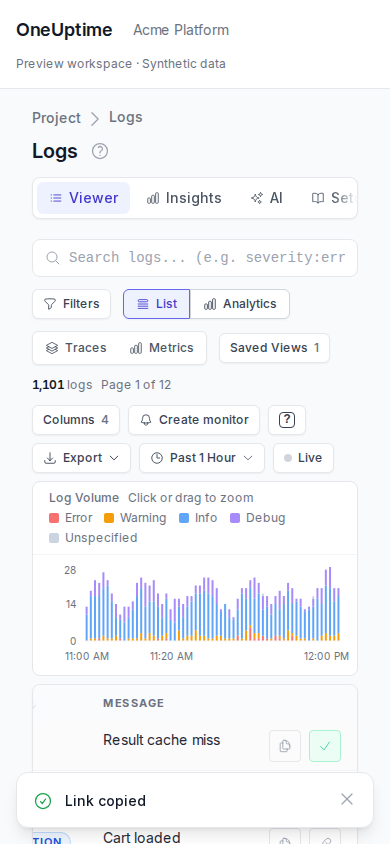 OneUptime Acme Platform
Preview workspace · Synthetic data
Project Logs
Logs ?
Viewer Insights AI Set
Search logs... (e.g. severity:err
Filters List Analytics
Traces Metrics Saved Views 1
1,101 logs Page 1 of 12
Columns 4 Create monitor ?
Export Past 1 Hour Live
Log Volume Click or drag to zoom
Error Warning Info Debug
Unspecified
28
14
0
11:00 AM 11:20 AM 12:00 PM
MESSAGE
Result cache miss
Link copied
TION Cart loaded